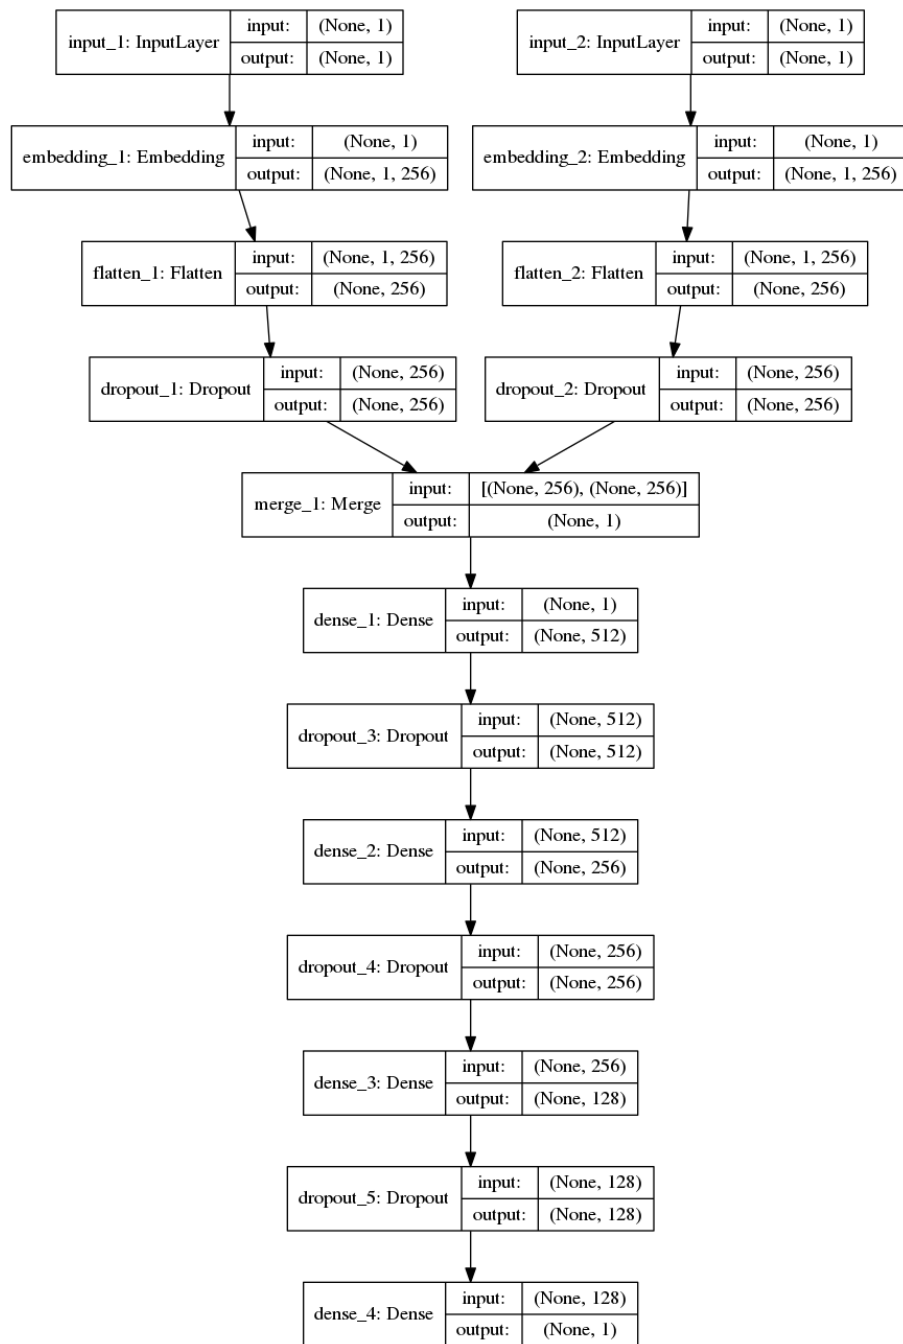 input_1: InputLayer
input: (None, 1)
output: (None, 1)
input_2: InputLayer
input: (None, 1)
output: (None, 1)
embedding_1: Embedding
input: (None, 1)
output: (None, 1, 256)
embedding_2: Embedding
input: (None, 1)
output: (None, 1, 256)
flatten_1: Flatten
input: (None, 1, 256)
output: (None, 256)
flatten_2: Flatten
input: (None, 1, 256)
output: (None, 256)
dropout_1: Dropout
input: (None, 256)
output: (None, 256)
dropout_2: Dropout
input: (None, 256)
output: (None, 256)
merge_1: Merge
input: [(None, 256), (None, 256)]
output: (None, 1)
dense_1: Dense
input: (None, 1)
output: (None, 512)
dropout_3: Dropout
input: (None, 512)
output: (None, 512)
dense_2: Dense
input: (None, 512)
output: (None, 256)
dropout_4: Dropout
input: (None, 256)
output: (None, 256)
dense_3: Dense
input: (None, 256)
output: (None, 128)
dropout_5: Dropout
input: (None, 128)
output: (None, 128)
dense_4: Dense
input: (None, 128)
output: (None, 1)